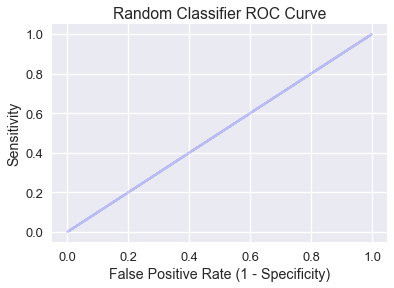 Random Classifier ROC Curve
1.0
0.8
0.6
0.4
0.2
0.0
Sensitivity
0.0 0.2 0.4 0.6 0.8 1.0
False Positive Rate (1 - Specificity)